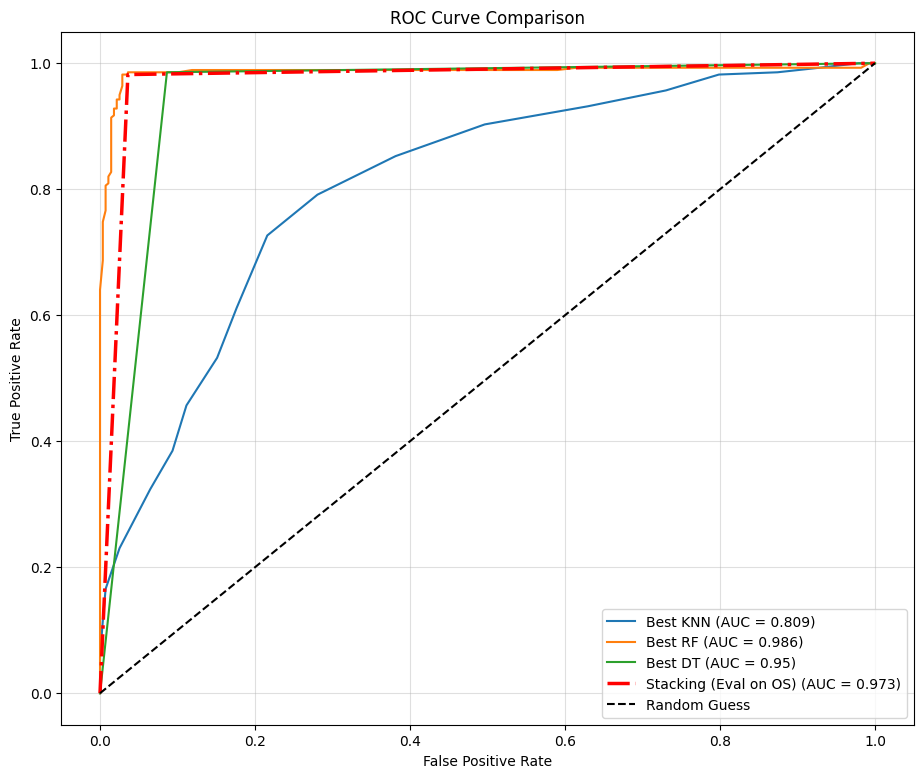 ROC Curve Comparison
1.0
0.8
0.6
0.4
0.2
0.0
True Positive Rate
0.0 0.2 0.4 0.6 0.8 1.0
False Positive Rate
Best KNN (AUC = 0.809)
Best RF (AUC = 0.986)
Best DT (AUC = 0.95)
Stacking (Eval on OS) (AUC = 0.973)
Random Guess